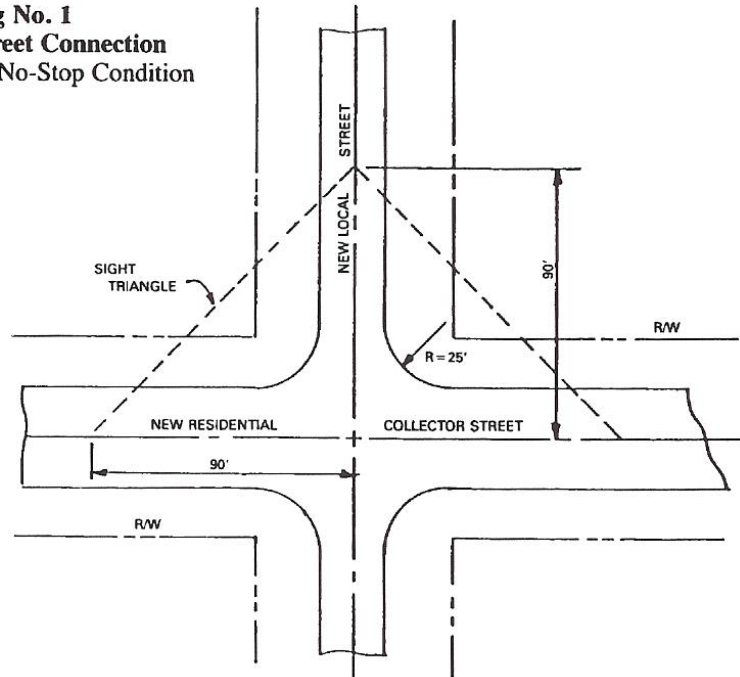 g No. 1
reet Connection
No-Stop Condition
STREET
NEW LOCAL
SIGHT
TRIANGLE
90'
R/W
R=25'
NEW RESIDENTIAL
COLLECTOR STREET
90'
R/W